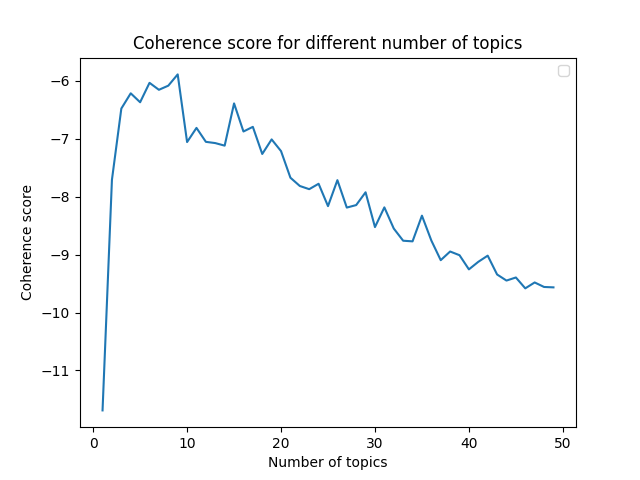 Coherence score for different number of topics
−6
−7
−8
−9
−10
−11
Coherence score
0 10 20 30 40 50
Number of topics